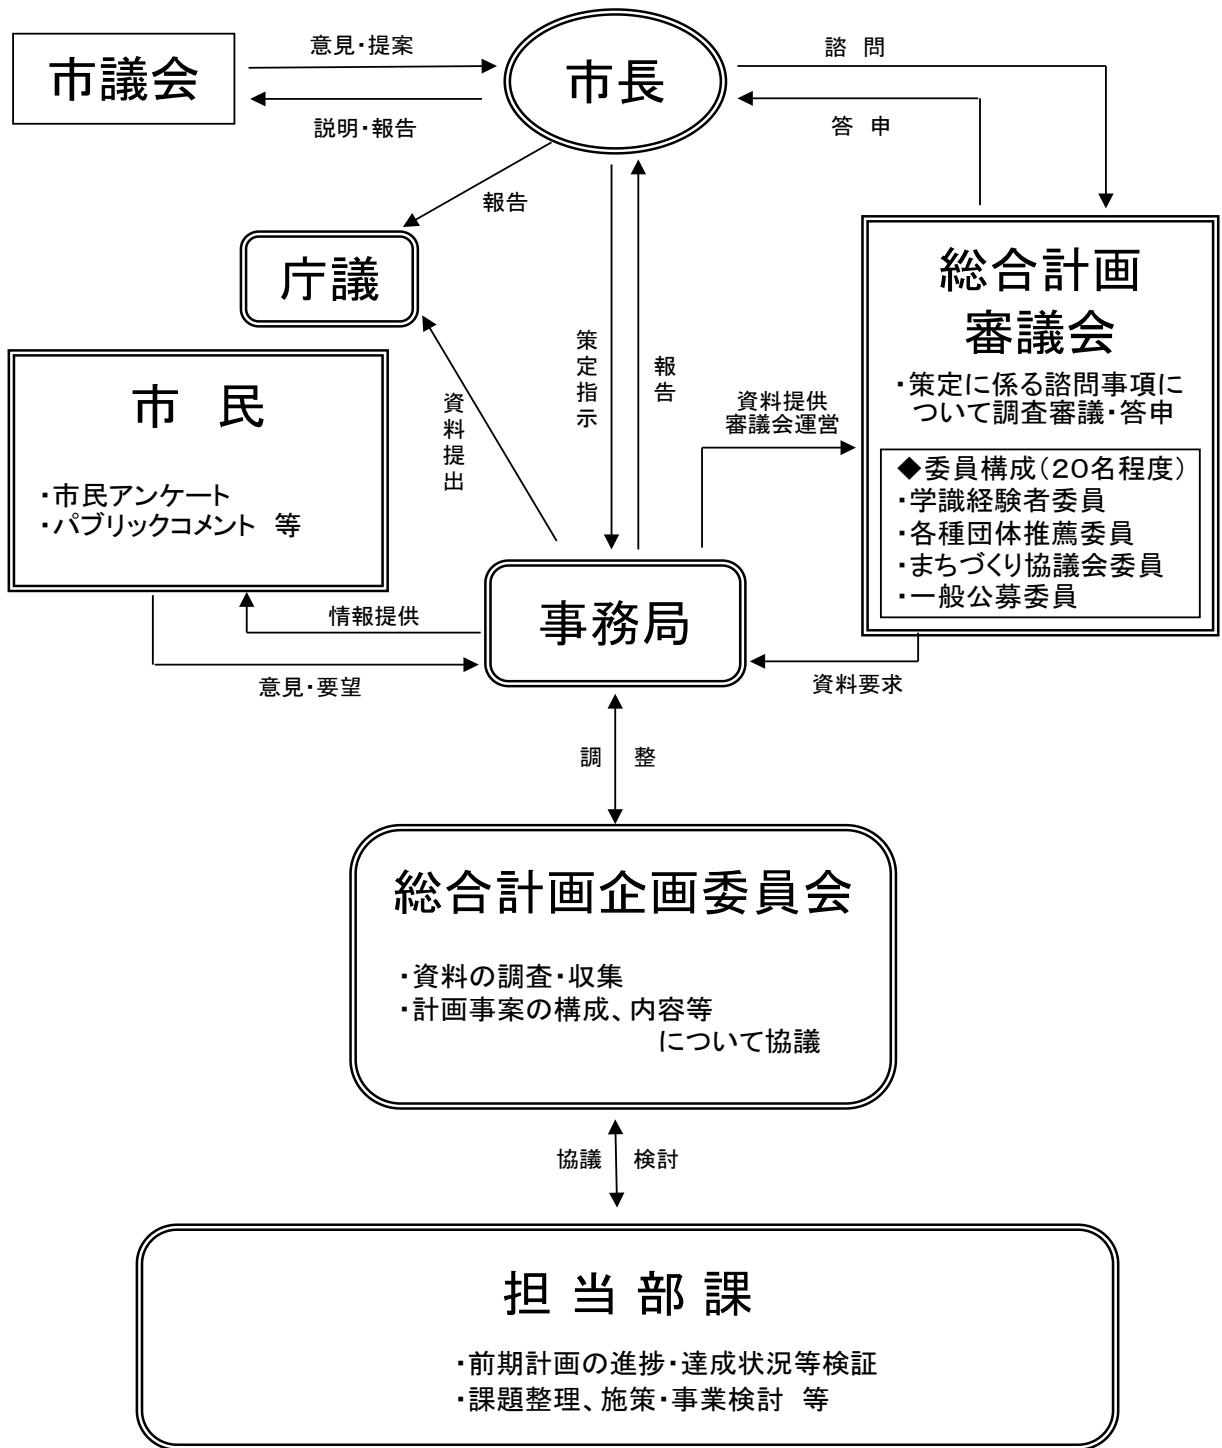 市議会
意見・提案
説明・報告
市長
諮　問
答　申
報告
庁議
策定指示
報告
資料提出
市　民
・市民アンケート
・パブリックコメント　等
総合計画
審議会
・策定に係る諮問事項に
ついて調査審議・答申
◆委員構成（２０名程度）
・学識経験者委員
・各種団体推薦委員
・まちづくり協議会委員
・一般公募委員
資料提供
審議会運営
事務局
情報提供
意見・要望
資料要求
調　整
総合計画企画委員会
・資料の調査・収集
・計画事案の構成、内容等
について協議
協議　検討
担 当 部 課
・前期計画の進捗・達成状況等検証
・課題整理、施策・事業検討　等